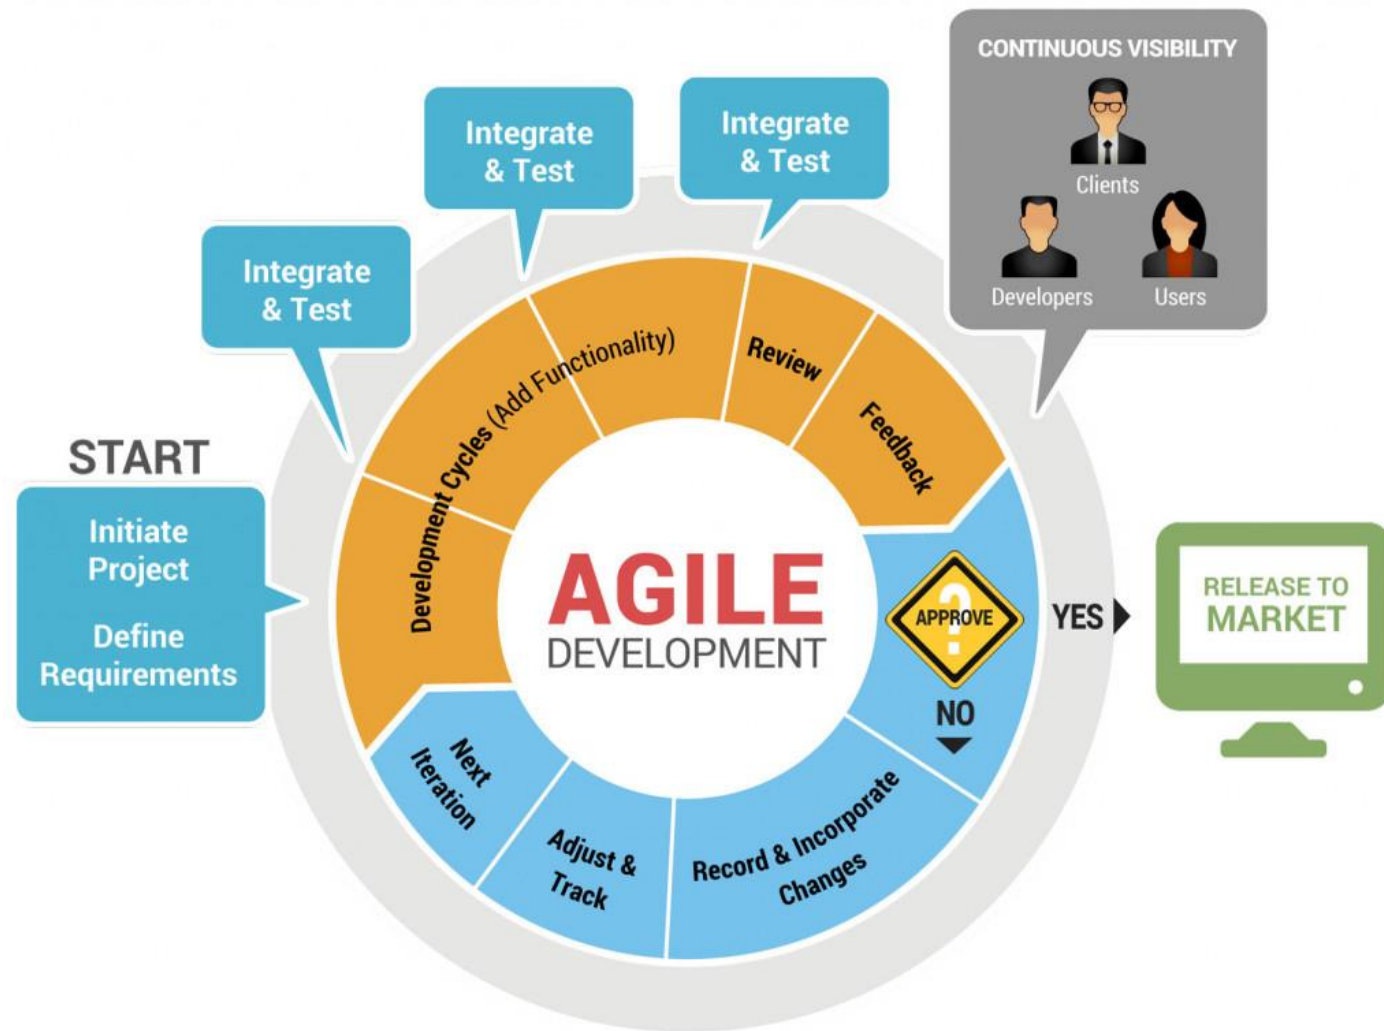 START
Initiate
Project
Define
Requirements
Integrate
& Test
Integrate
& Test
Integrate
& Test
CONTINUOUS VISIBILITY
Clients
Developers
Users
Development Cycles (Add Functionality)
Review
Feedback
?
APPROVE
YES
RELEASE TO
MARKET
NO
Record & Incorporate
Changes
Adjust &
Track
Next
Iteration
AGILE
DEVELOPMENT